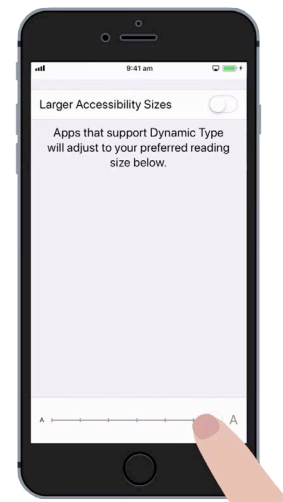 9:41 am
Larger Accessibility Sizes
Apps that support Dynamic Type
will adjust to your preferred reading
size below.
A A